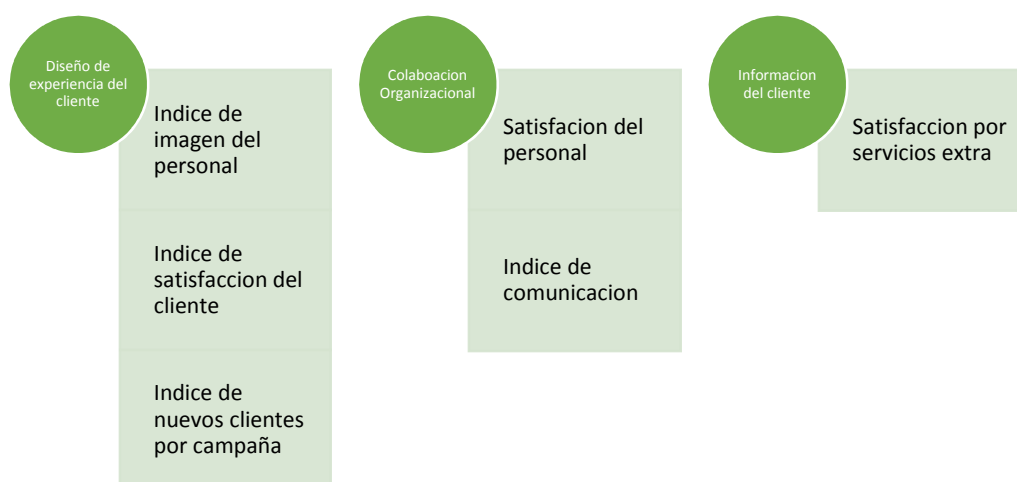 Diseño de
experiencia del
cliente
Indice de
imagen del
personal
Indice de
satisfaccion del
cliente
Indice de
nuevos clientes
por campaña
Colaboacion
Organizacional
Satisfacion del
personal
Indice de
comunicacion
Informacion
del cliente
Satisfaccion por
servicios extra